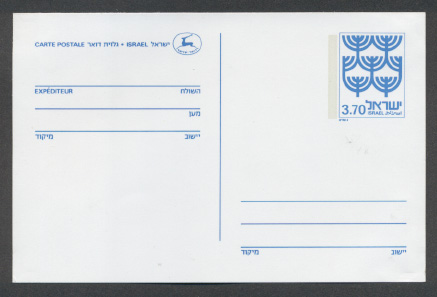 CARTE POSTALE גלוית דואר • ISRAEL ישראל
EXPÉDITEUR השולח
מען
יישוב מיקוד
ישראל
3.70 ISRAEL
יישוב מיקוד